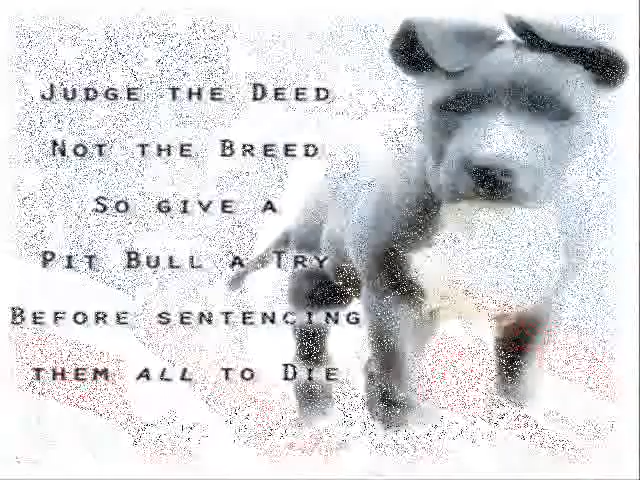 Judge the Deed
Not the Breed
So give a
Pit Bull a Try
Before sentencing
them all to Die